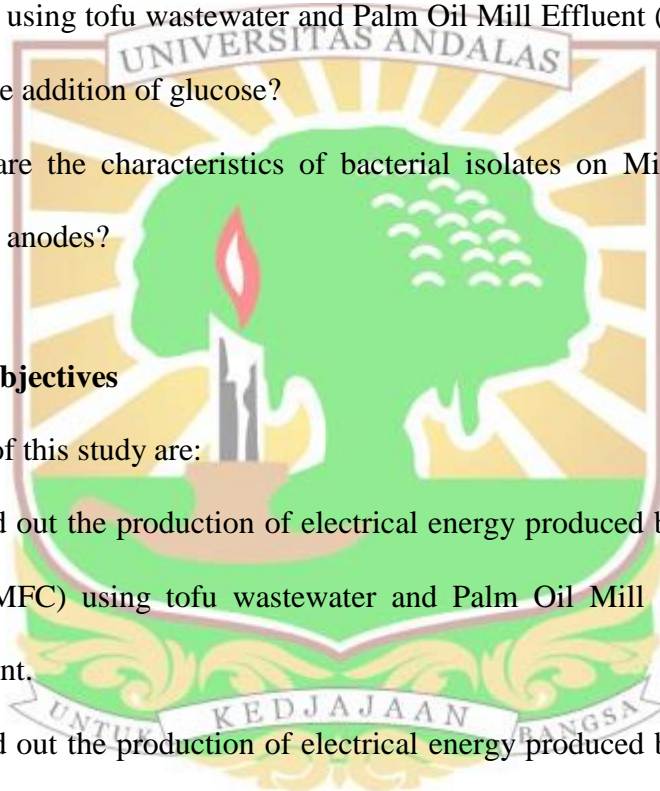 using tofu wastewater and Palm Oil Mill Effluent (
UNIVERSITAS ANDALAS
e addition of glucose?
are the characteristics of bacterial isolates on Mi
anodes?
bjectives
of this study are:
d out the production of electrical energy produced b
MFC) using tofu wastewater and Palm Oil Mill
nt.
UNTUK KEDJAJAAN BANGSA
d out the production of electrical energy produced b